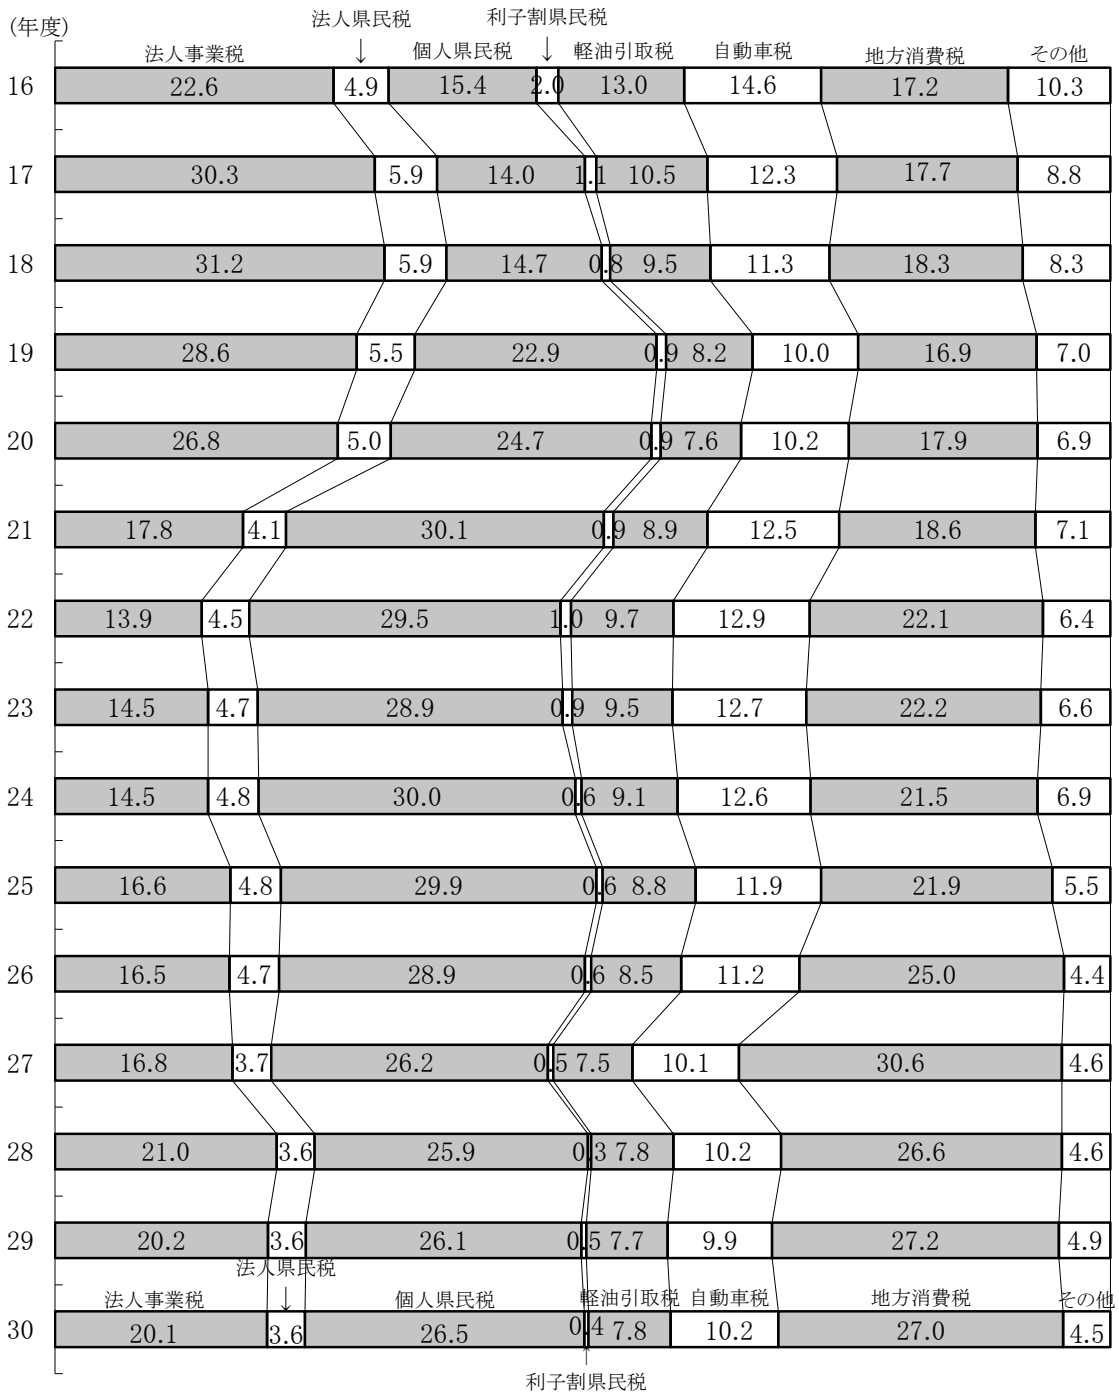 (年度)
法人県民税 利子割県民税
法人事業税 ↓ 個人県民税 ↓ 軽油引取税 自動車税 地方消費税 その他
16 22.6 4.9 15.4 2.0 13.0 14.6 17.2 10.3
17 30.3 5.9 14.0 1.1 10.5 12.3 17.7 8.8
18 31.2 5.9 14.7 0.8 9.5 11.3 18.3 8.3
19 28.6 5.5 22.9 0.9 8.2 10.0 16.9 7.0
20 26.8 5.0 24.7 0.9 7.6 10.2 17.9 6.9
21 17.8 4.1 30.1 0.9 8.9 12.5 18.6 7.1
22 13.9 4.5 29.5 1.0 9.7 12.9 22.1 6.4
23 14.5 4.7 28.9 0.9 9.5 12.7 22.2 6.6
24 14.5 4.8 30.0 0.6 9.1 12.6 21.5 6.9
25 16.6 4.8 29.9 0.6 8.8 11.9 21.9 5.5
26 16.5 4.7 28.9 0.6 8.5 11.2 25.0 4.4
27 16.8 3.7 26.2 0.5 7.5 10.1 30.6 4.6
28 21.0 3.6 25.9 0.3 7.8 10.2 26.6 4.6
29 20.2 3.6 26.1 0.5 7.7 9.9 27.2 4.9
法人県民税
法人事業税 ↓ 個人県民税 軽油引取税 自動車税 地方消費税 その他
30 20.1 3.6 26.5 0.4 7.8 10.2 27.0 4.5
利子割県民税